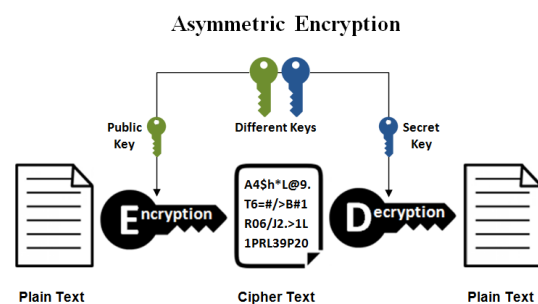 Asymmetric Encryption
Public
Key
Different Keys
Secret
Key
A4$h*L@9.
T6=#/>B#1
R06/J2.>1L
1PRL39P20
Encryption
Decryption
Plain Text
Cipher Text
Plain Text